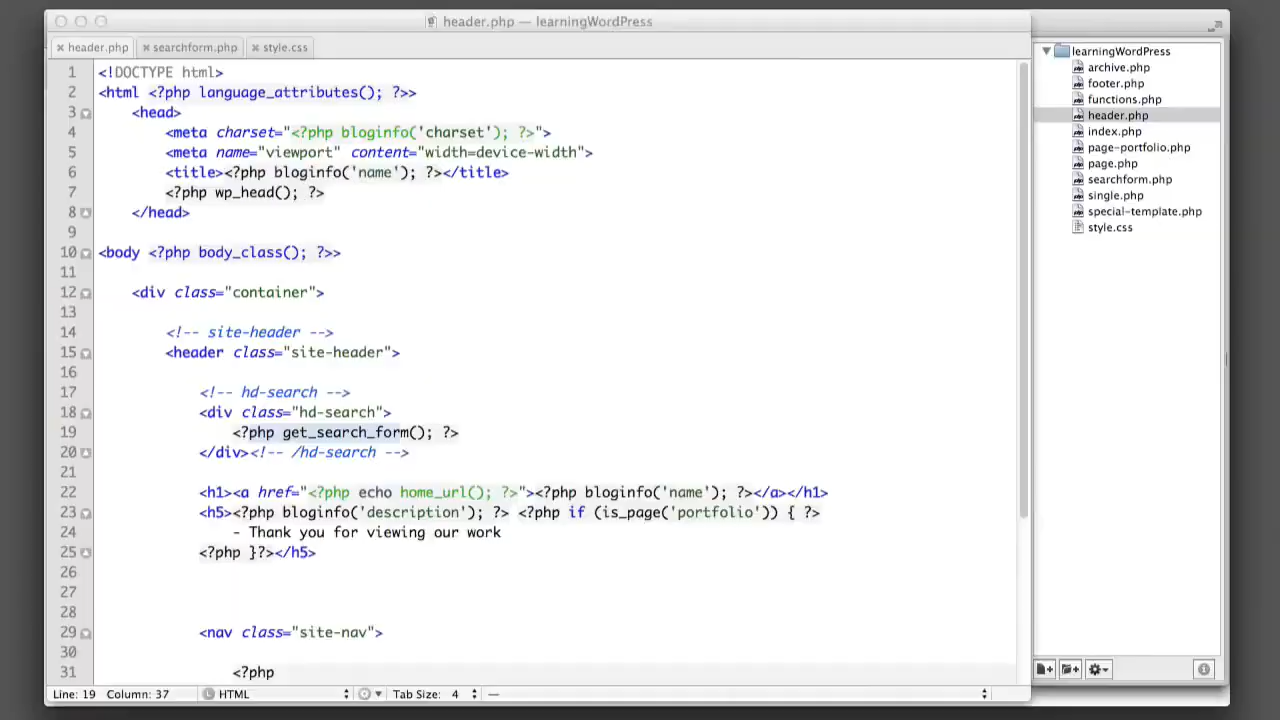 header.php — learningWordPress
header.php
searchform.php
style.css
1 <!DOCTYPE html>
2 <html <?php language_attributes(); ?>>
3 <head>
4 <meta charset="<?php bloginfo('charset'); ?>">
5 <meta name="viewport" content="width=device-width">
6 <title><?php bloginfo('name'); ?></title>
7 <?php wp_head(); ?>
8 </head>
9
10 <body <?php body_class(); ?>>
11
12 <div class="container">
13
14 <!-- site-header -->
15 <header class="site-header">
16
17 <!-- hd-search -->
18 <div class="hd-search">
19 <?php get_search_form(); ?>
20 </div><!-- /hd-search -->
21
22 <h1><a href="<?php echo home_url(); ?>"><?php bloginfo('name'); ?></a></h1>
23 <h5><?php bloginfo('description'); ?> <?php if (is_page('portfolio')) { ?>
24 - Thank you for viewing our work
25 <?php }?></h5>
26
27
28
29 <nav class="site-nav">
30
31 <?php
Line: 19 Column: 37 HTML Tab Size: 4 —
learningWordPress
archive.php
footer.php
functions.php
header.php
index.php
page-portfolio.php
page.php
searchform.php
single.php
special-template.php
style.css